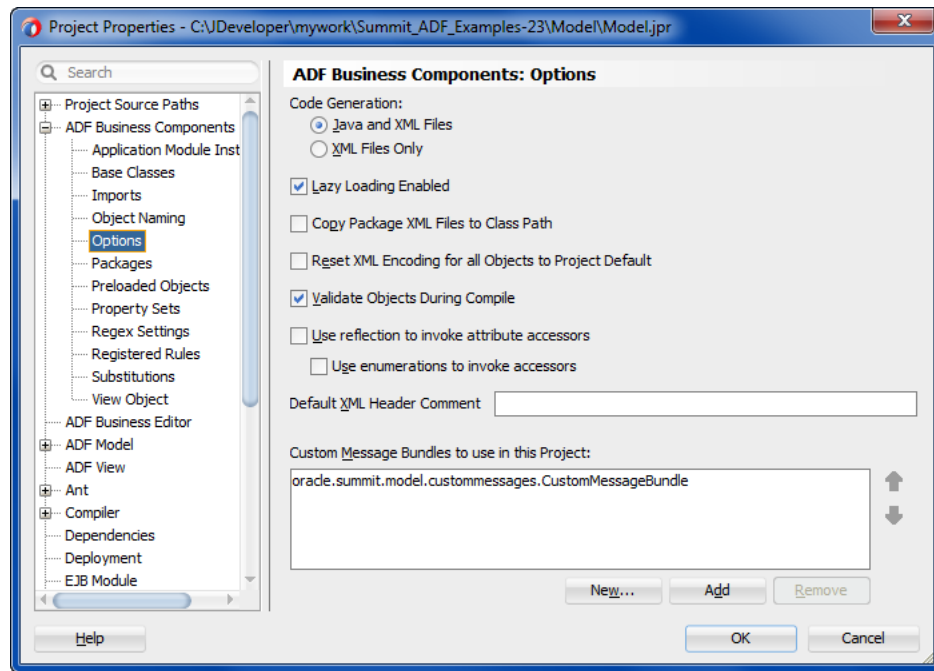 Project Properties - C:\JDeveloper\mywork\Summit_ADF_Examples-23\Model\Model.jpr
Search
Project Source Paths
ADF Business Components
Application Module Inst
Base Classes
Imports
Object Naming
Options
Packages
Preloaded Objects
Property Sets
Regex Settings
Registered Rules
Substitutions
View Object
ADF Business Editor
ADF Model
ADF View
Ant
Compiler
Dependencies
Deployment
EJB Module
ADF Business Components: Options
Code Generation:
Java and XML Files
XML Files Only
Lazy Loading Enabled
Copy Package XML Files to Class Path
Reset XML Encoding for all Objects to Project Default
Validate Objects During Compile
Use reflection to invoke attribute accessors
Use enumerations to invoke accessors
Default XML Header Comment
Custom Message Bundles to use in this Project:
oracle.summit.model.custommessages.CustomMessageBundle
New...
Add
Remove
Help
OK
Cancel